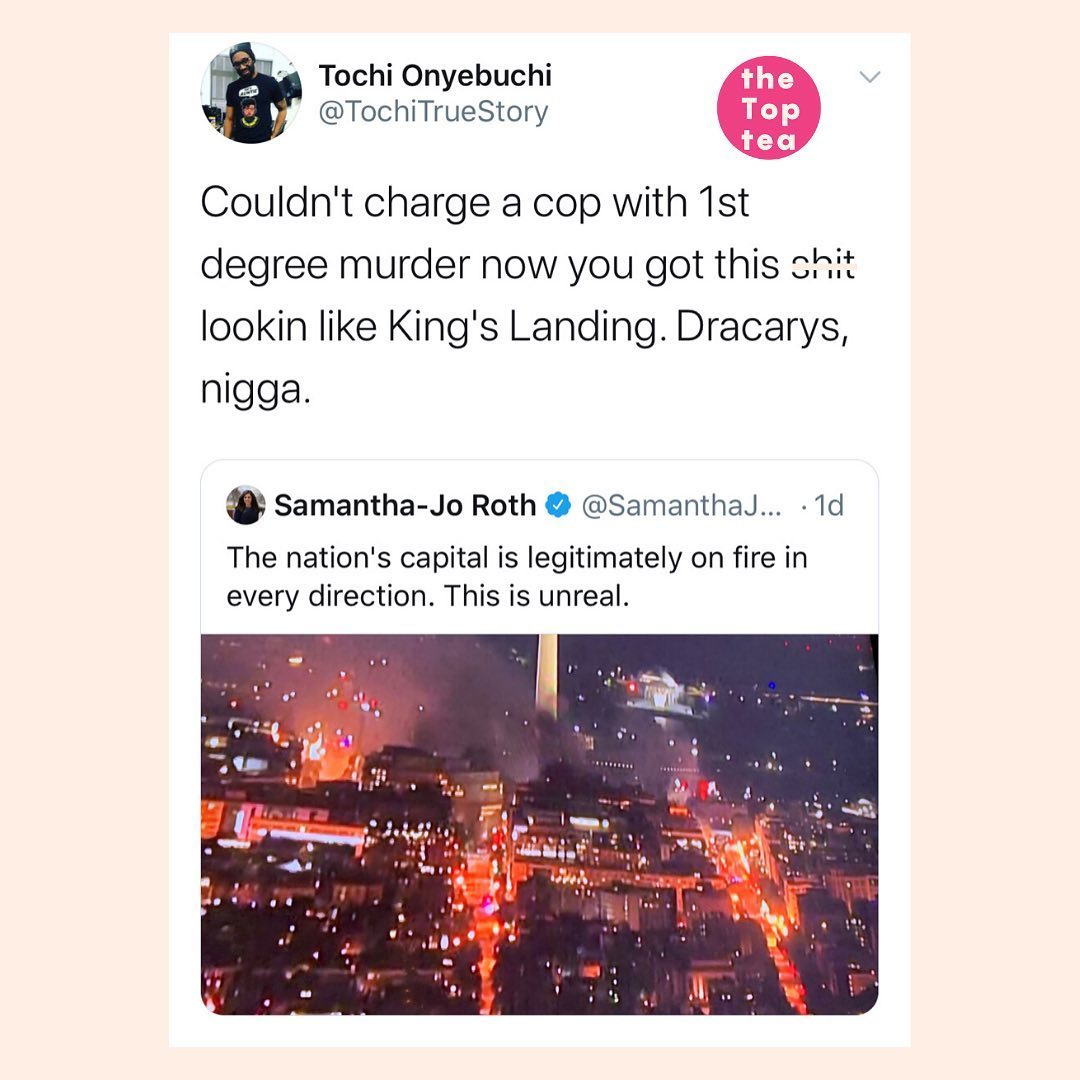 Tochi Onyebuchi
@TochiTrueStory
the
Top
tea
Couldn't charge a cop with 1st
degree murder now you got this shit
lookin like King's Landing. Dracarys,
nigga.
Samantha-Jo Roth @SamanthaJ... · 1d
The nation's capital is legitimately on fire in
every direction. This is unreal.